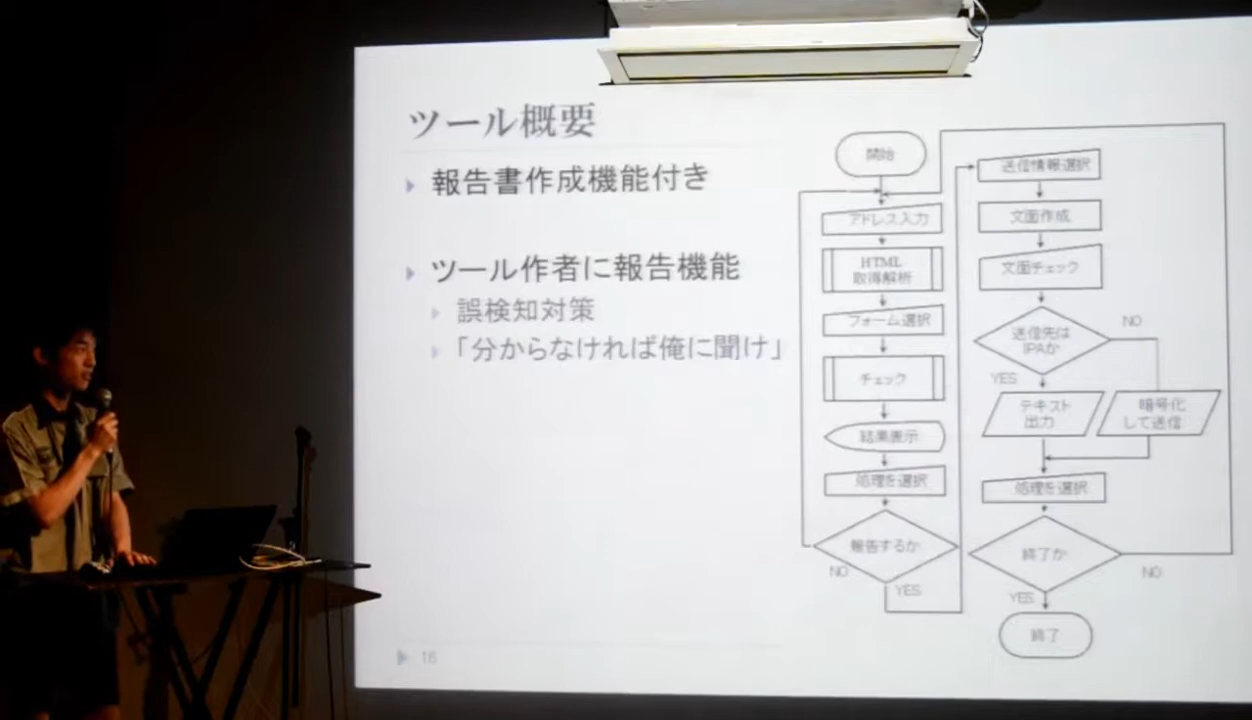 ツール概要
報告書作成機能付き
ツール作者に報告機能
誤検知対策
「分からなければ俺に聞け」
16
開始
アドレス入力
HTML
取得解析
フォーム選択
チェック
結果表示
処理を選択
報告するか
NO
YES
送信情報選択
文面作成
文面チェック
送信先は
IPAか
NO
YES
テキスト
出力
暗号化
して送信
処理を選択
終了か
NO
YES
終了